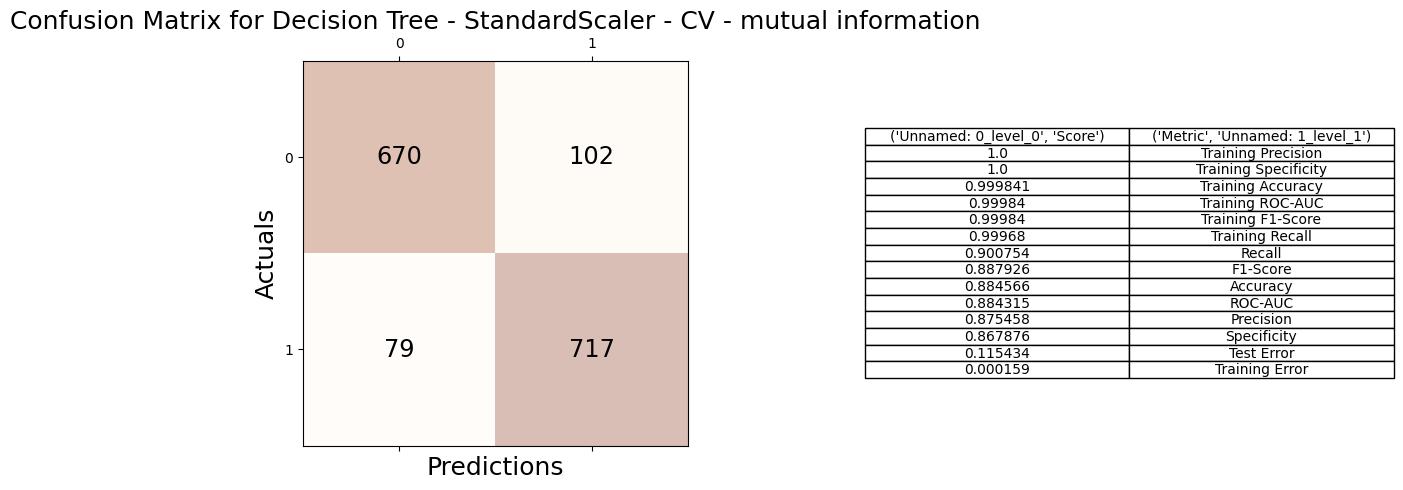 Confusion Matrix for Decision Tree - StandardScaler - CV - mutual information
0 1
0 670 102
1 79 717
Actuals
Predictions
('Unnamed: 0_level_0', 'Score') ('Metric', 'Unnamed: 1_level_1')
1.0 Training Precision
1.0 Training Specificity
0.999841 Training Accuracy
0.99984 Training ROC-AUC
0.99984 Training F1-Score
0.99968 Training Recall
0.900754 Recall
0.887926 F1-Score
0.884566 Accuracy
0.884315 ROC-AUC
0.875458 Precision
0.867876 Specificity
0.115434 Test Error
0.000159 Training Error